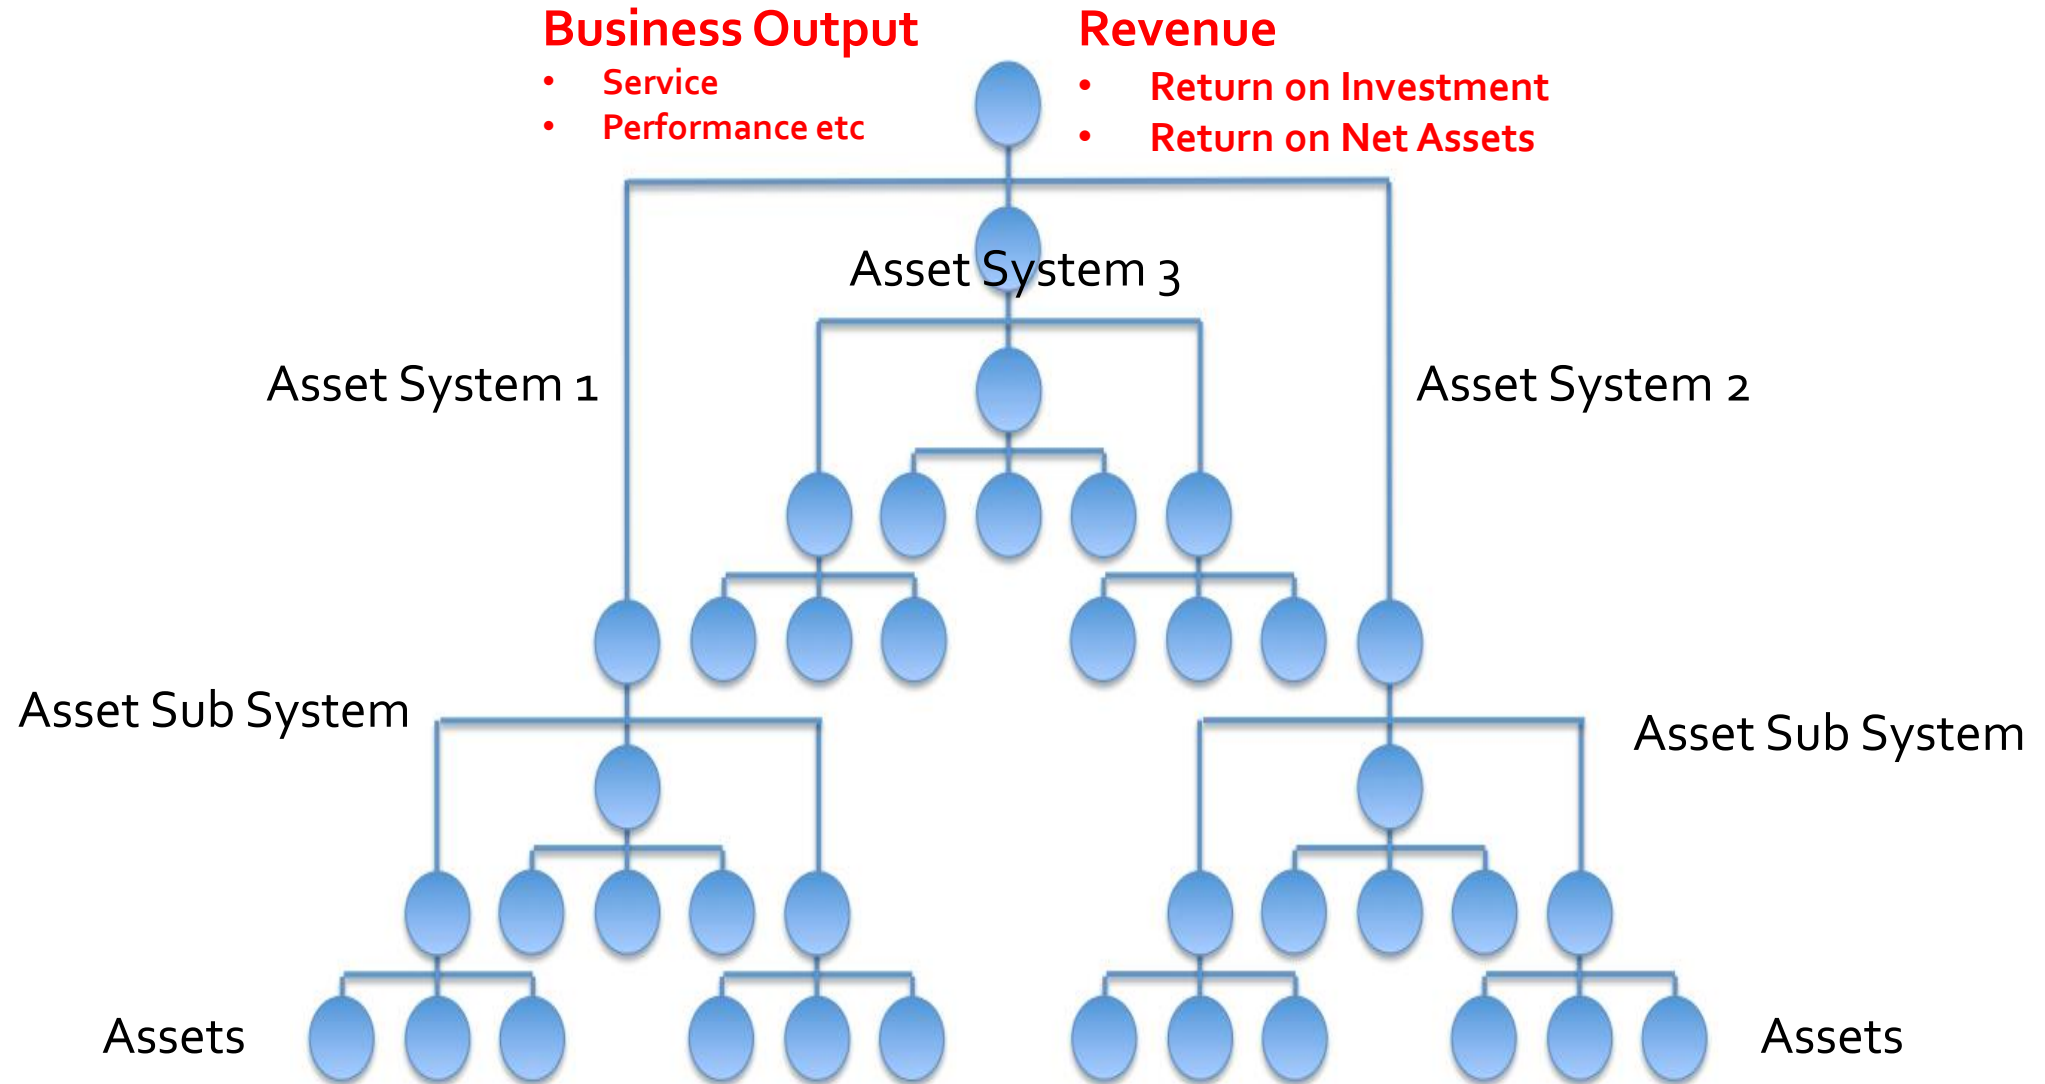 Business Output
• Service
• Performance etc
Revenue
• Return on Investment
• Return on Net Assets
Asset System 3
Asset System 1
Asset System 2
Asset Sub System
Asset Sub System
Assets
Assets